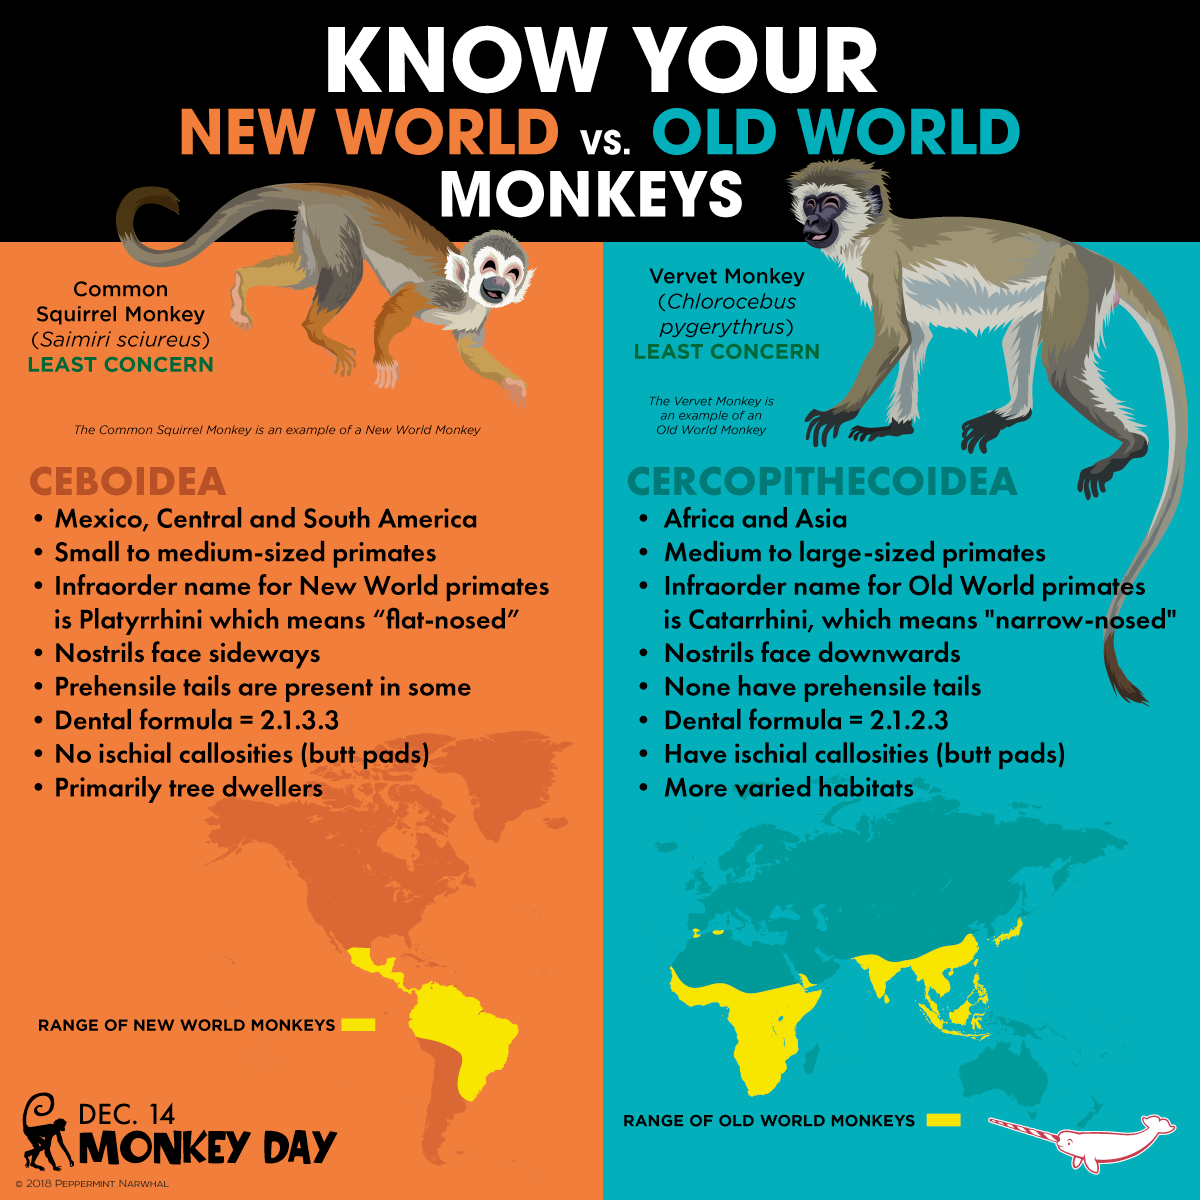 KNOW YOUR
NEW WORLD vs. OLD WORLD
MONKEYS
Common
Squirrel Monkey
(Saimiri sciureus)
LEAST CONCERN
The Common Squirrel Monkey is an example of a New World Monkey
CEBOIDEA
• Mexico, Central and South America
• Small to medium-sized primates
• Infraorder name for New World primates
is Platyrrhini which means “flat-nosed”
• Nostrils face sideways
• Prehensile tails are present in some
• Dental formula = 2.1.3.3
• No ischial callosities (butt pads)
• Primarily tree dwellers
RANGE OF NEW WORLD MONKEYS
DEC. 14
MONKEY DAY
© 2018 PEPPERMINT NARWHAL
Vervet Monkey
(Chlorocebus
pygerythrus)
LEAST CONCERN
The Vervet Monkey is
an example of an
Old World Monkey
CERCOPITHECOIDEA
• Africa and Asia
• Medium to large-sized primates
• Infraorder name for Old World primates
is Catarrhini, which means "narrow-nosed"
• Nostrils face downwards
• None have prehensile tails
• Dental formula = 2.1.2.3
• Have ischial callosities (butt pads)
• More varied habitats
RANGE OF OLD WORLD MONKEYS